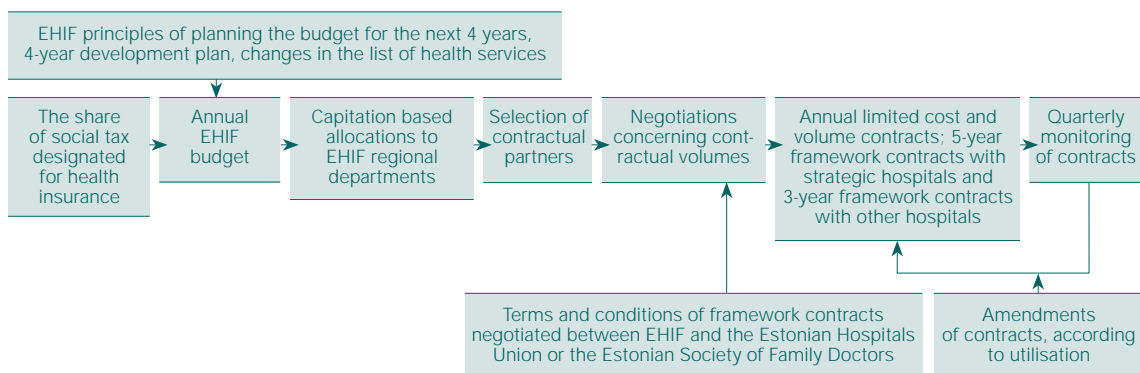 EHIF principles of planning the budget for the next 4 years,
4-year development plan, changes in the list of health services
The share
of social tax
designated
for health
insurance
Annual
EHIF
budget
Capitation based
allocations to
EHIF regional
departments
Selection of
contractual
partners
Negotiations
concerning con-
tractual volumes
Annual limited cost and
volume contracts; 5-year
framework contracts with
strategic hospitals and
3-year framework contracts
with other hospitals
Quarterly
monitoring
of contracts
Terms and conditions of framework contracts
negotiated between EHIF and the Estonian Hospitals
Union or the Estonian Society of Family Doctors
Amendments
of contracts, according
to utilisation